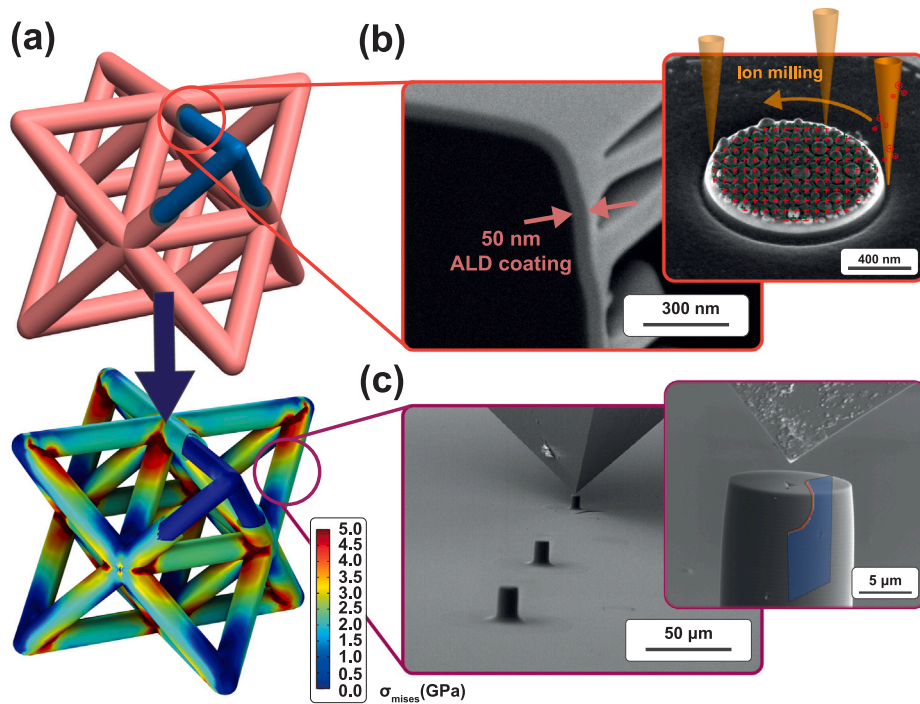 (a)
(b)
Ion milling
50 nm
ALD coating
300 nm
400 nm
(c)
5.0
4.5
4.0
3.5
3.0
2.5
2.0
1.5
1.0
0.5
0.0
σmises(GPa)
50 µm
5 µm